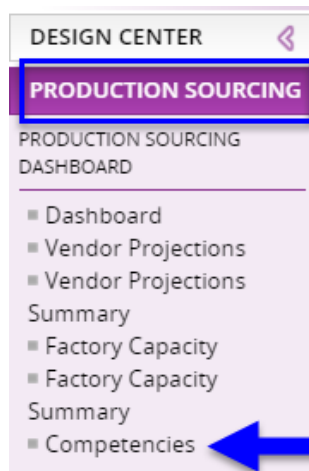 DESIGN CENTER
PRODUCTION SOURCING
PRODUCTION SOURCING
DASHBOARD
Dashboard
Vendor Projections
Vendor Projections
Summary
Factory Capacity
Factory Capacity
Summary
Competencies